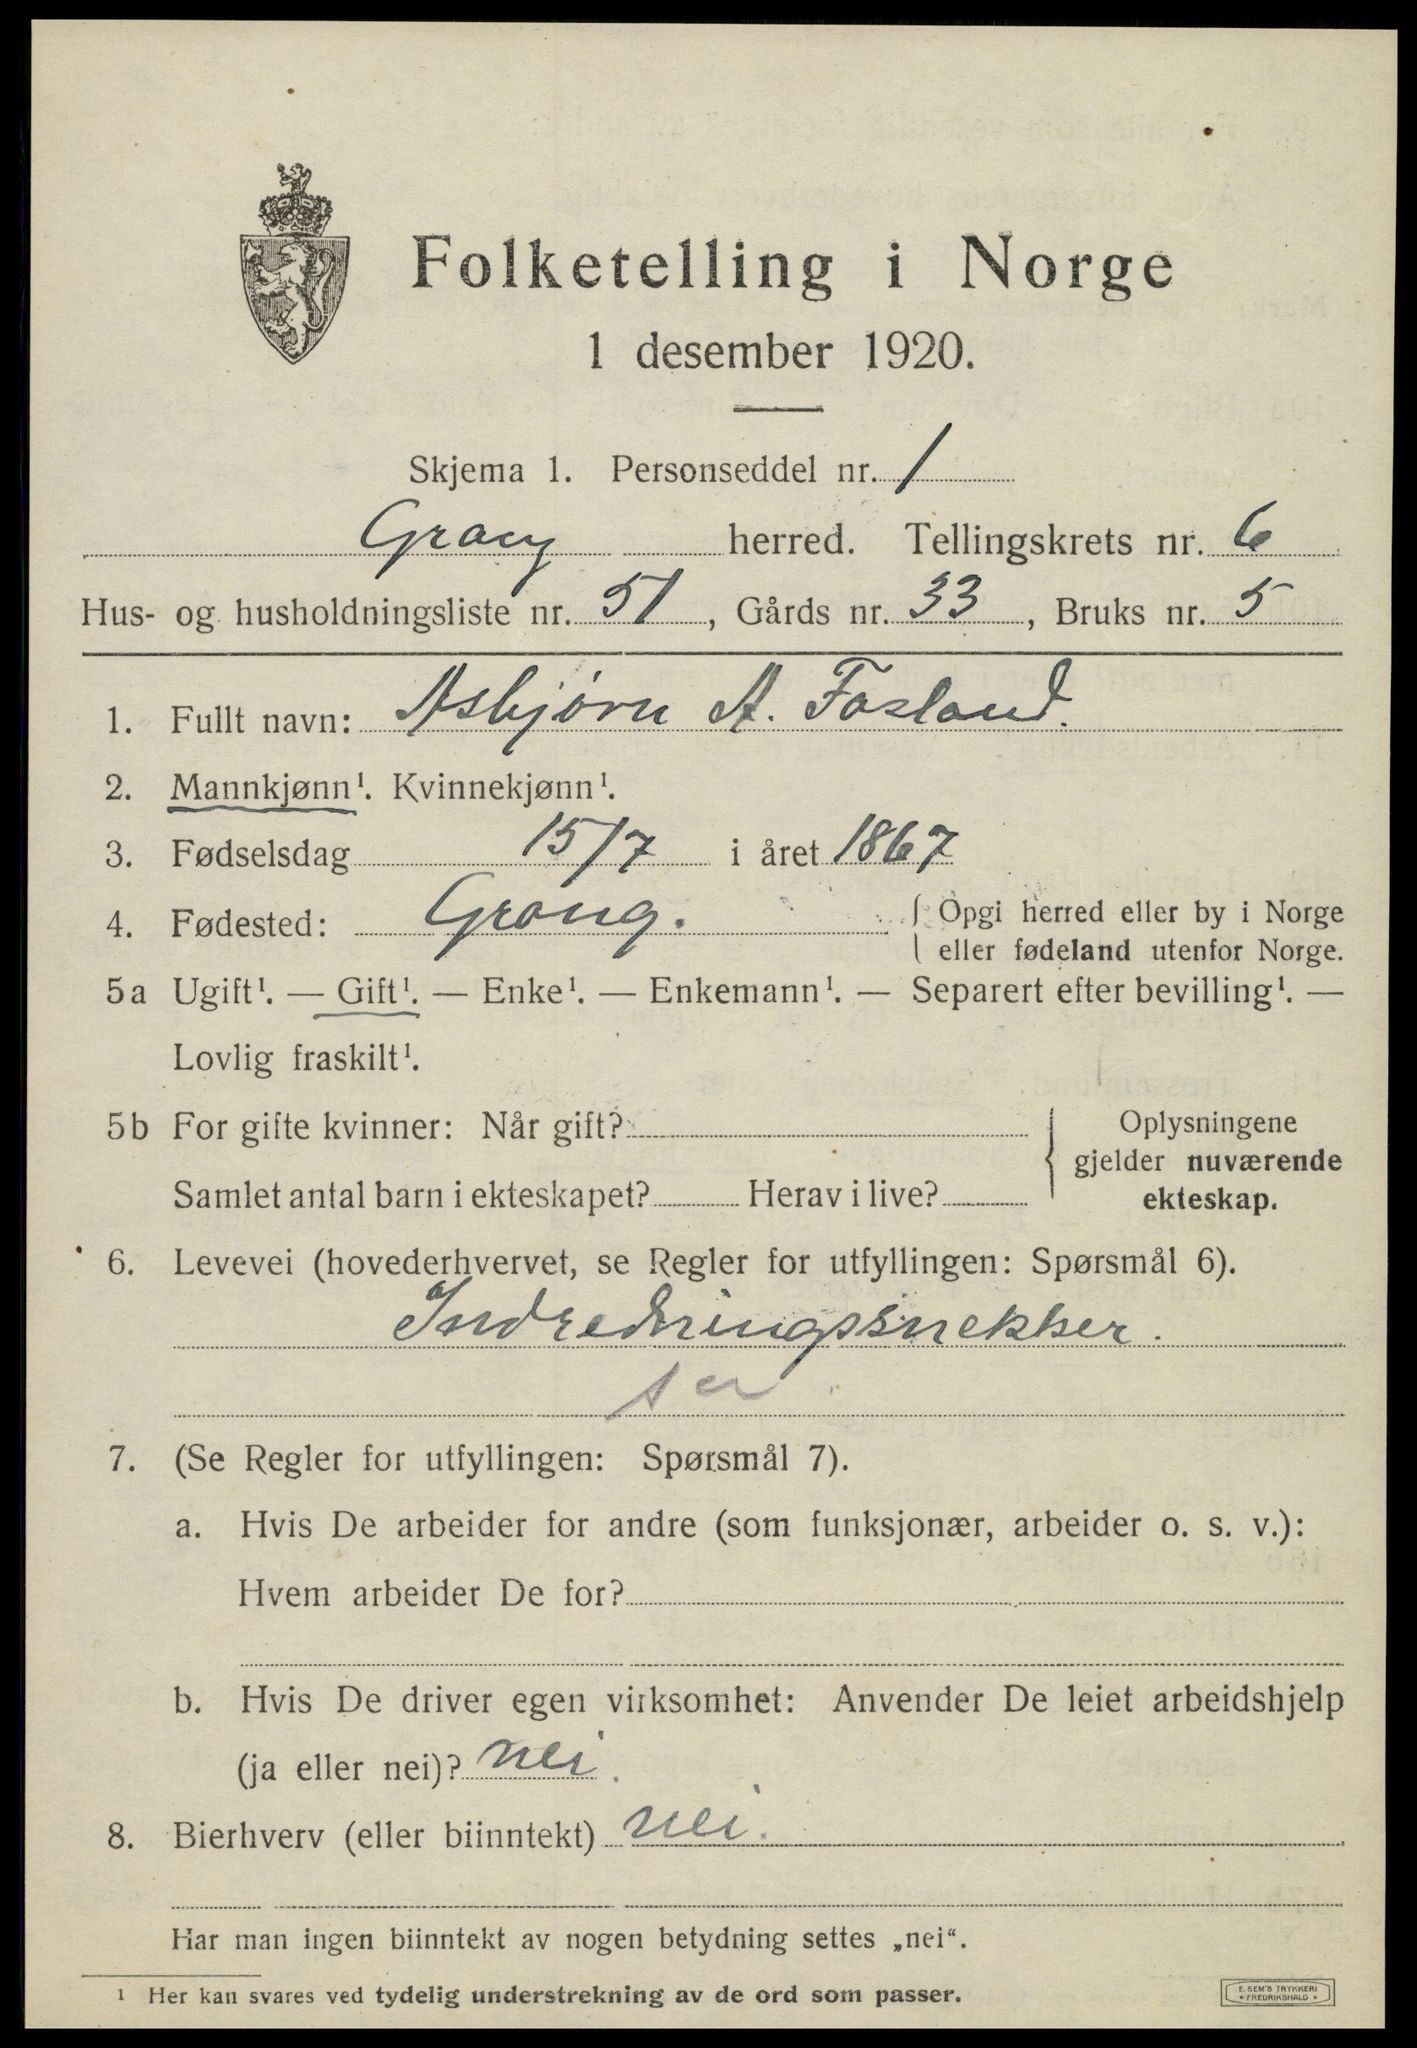 Folketelling i Norge
1 desember 1920.
Skjema 1. Personseddel nr. 1
Grong herred. Tellingskrets nr. 6
Hus- og husholdningsliste nr. 51, Gårds nr. 33, Bruks nr. 5
1. Fullt navn: Asbjørn A. Fosland.
2. Mannkjønn¹. Kvinnekjønn¹.
3. Fødselsdag 15/7 i året 1867
4. Fødested: Grong. { Opgi herred eller by i Norge
eller fødeland utenfor Norge.
5a Ugift¹. — Gift¹. — Enke¹. — Enkemann¹. — Separert efter bevilling¹. —
Lovlig fraskilt¹.
5b For gifte kvinner: Når gift? Oplysningene
gjelder nuværende
Samlet antal barn i ekteskapet? Herav i live? ekteskap.
6. Levevei (hovederhvervet, se Regler for utfyllingen: Spørsmål 6).
Indredningssnekker.
7. (Se Regler for utfyllingen: Spørsmål 7).
a. Hvis De arbeider for andre (som funksjonær, arbeider o. s. v.):
Hvem arbeider De for?
b. Hvis De driver egen virksomhet: Anvender De leiet arbeidshjelp
(ja eller nei)? nei.
8. Bierhverv (eller biinntekt) nei.
Har man ingen biinntekt av nogen betydning settes „nei“.
¹ Her kan svares ved tydelig understrekning av de ord som passer.
E. SEM'S TRYKKERI
* FREDRIKSHALD *